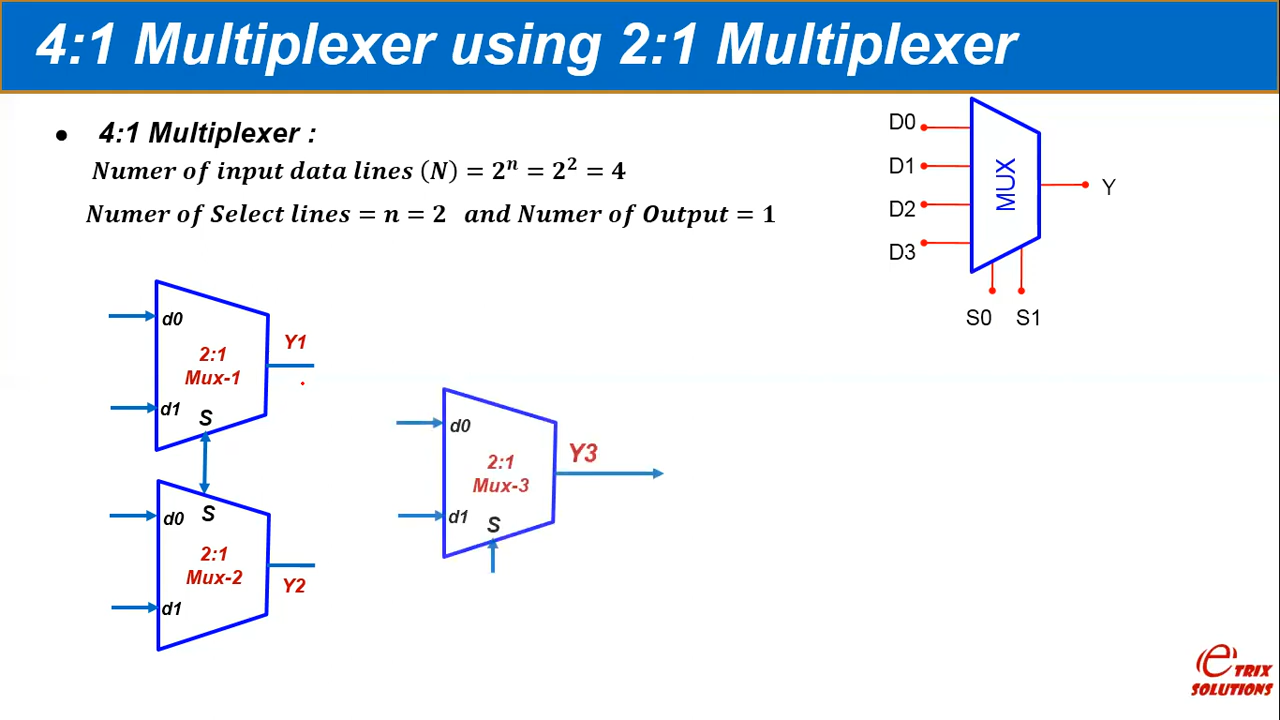 4:1 Multiplexer using 2:1 Multiplexer
• 4:1 Multiplexer :
Numer of input data lines (N) = 2ⁿ = 2² = 4
Numer of Select lines = n = 2 and Numer of Output = 1
D0
D1
D2
D3
MUX
Y
S0 S1
d0
2:1
Mux-1
d1
S
Y1
d0
S
2:1
Mux-2
d1
Y2
d0
2:1
Mux-3
d1
S
Y3
eTRIX
SOLUTIONS